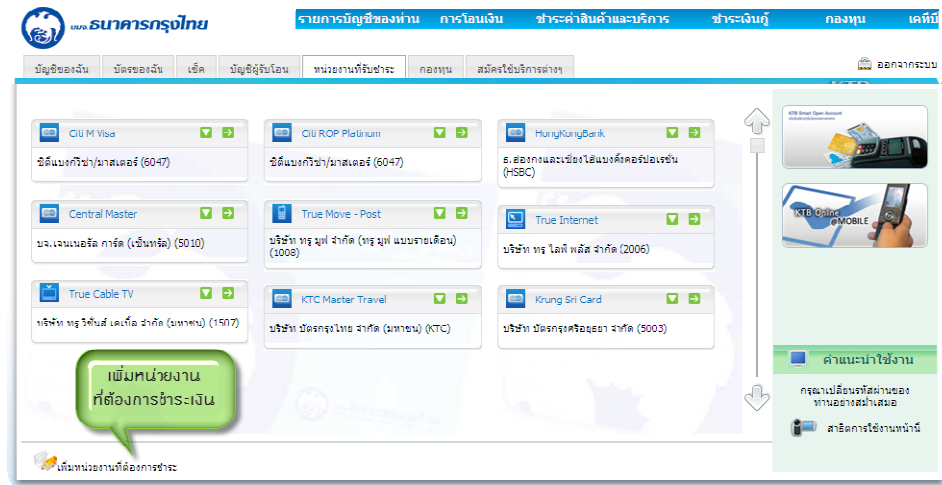 บมจ.ธนาคารกรุงไทย
รายการบัญชีของท่าน การโอนเงิน ชำระค่าสินค้าและบริการ ชำระเงินกู้ กองทุน เคทีบี
บัญชีของฉัน บัตรของฉัน เช็ค บัญชีผู้รับโอน หน่วยงานที่รับชำระ กองทุน สมัครใช้บริการต่างๆ
ออกจากระบบ
Citi M Visa
ซิตี้แบงก์วีซ่า/มาสเตอร์ (6047)
Citi ROP Platinum
ซิตี้แบงก์วีซ่า/มาสเตอร์ (6047)
HongKongBank
ธ.ฮ่องกงและเซี่ยงไฮ้แบงค์กิ้งคอร์ปอเรชั่น
(HSBC)
Central Master
บจ.เจนเนอรัล การ์ด (เซ็นทรัล) (5010)
True Move - Post
บริษัท ทรู มูฟ จำกัด (ทรู มูฟ แบบรายเดือน)
(1008)
True Internet
บริษัท ทรู ไลฟ์ พลัส จำกัด (2006)
True Cable TV
บริษัท ทรู วิชั่นส์ เคเบิ้ล จำกัด (มหาชน) (1507)
KTC Master Travel
บริษัท บัตรกรุงไทย จำกัด (มหาชน) (KTC)
Krung Sri Card
บริษัท บัตรกรุงศรีอยุธยา จำกัด (5003)
เพิ่มหน่วยงาน
ที่ต้องการชำระเงิน
เพิ่มหน่วยงานที่ต้องการชำระ
KTB Smart Open Account
KTB Online
@MOBILE
คำแนะนำใช้งาน
กรุณาเปลี่ยนรหัสผ่านของ
ท่านอย่างสม่ำเสมอ
สาธิตการใช้งานหน้านี้